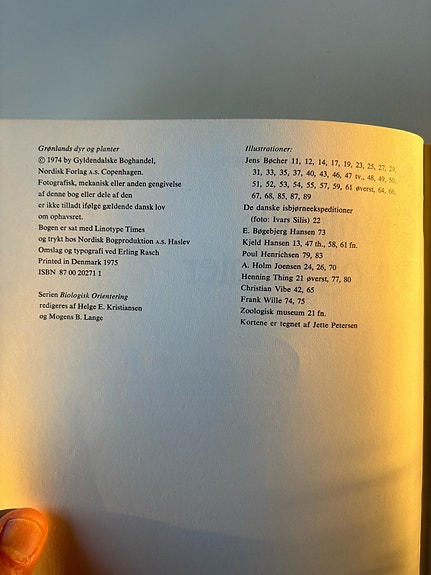 Grønlands dyr og planter
© 1974 by Gyldendalske Boghandel,
Nordisk Forlag A.S. Copenhagen.
Fotografisk, mekanisk eller anden gengivelse
af denne bog eller dele af den
er ikke tilladt ifølge gældende dansk lov
om ophavsret.
Bogen er sat med Linotype Times
og trykt hos Nordisk Bogproduktion A.S. Haslev
Omslag og typografi ved Erling Rasch
Printed in Denmark 1975
ISBN 87 00 20271 1
Serien Biologisk Orientering
redigeres af Helge E. Kristiansen
og Mogens B. Lange
Illustrationer:
Jens Bøcher 11, 12, 14, 17, 19, 23, 25, 27, 29,
31, 33, 35, 37, 40, 43, 46, 47 tv., 48, 49, 50,
51, 52, 53, 54, 55, 57, 59, 61 øverst, 64, 66,
67, 68, 85, 87, 89
De danske isbjørneekspeditioner
(foto: Ivars Silis) 22
E. Bøgebjerg Hansen 73
Kjeld Hansen 13, 47 th., 58, 61 fn.
Poul Henrichsen 79, 83
A. Holm Joensen 24, 26, 70
Henning Thing 21 øverst, 77, 80
Christian Vibe 42, 65
Frank Wille 74, 75
Zoologisk museum 21 fn.
Kortene er tegnet af Jette Petersen